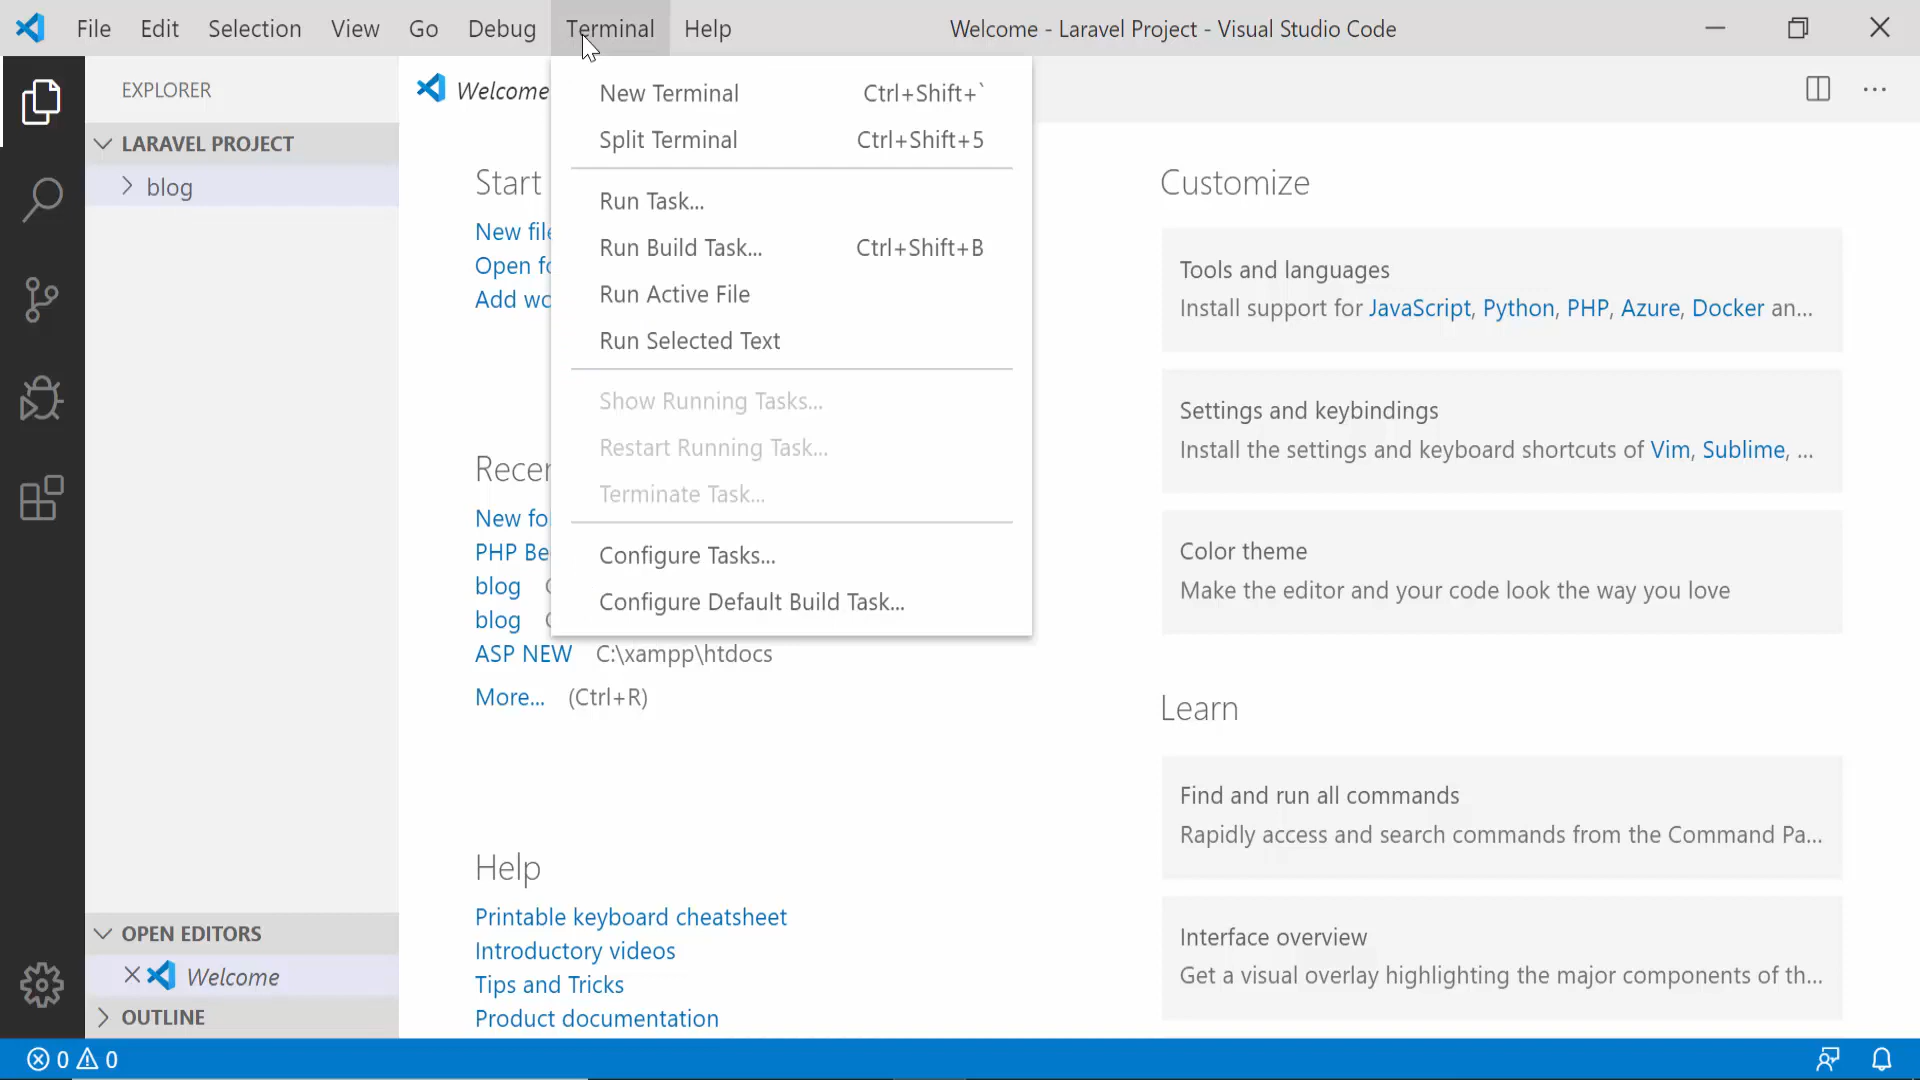 File Edit Selection View Go Debug Terminal Help Welcome - Laravel Project - Visual Studio Code
EXPLORER
LARAVEL PROJECT
blog
OPEN EDITORS
Welcome
OUTLINE
Welcome
New Terminal Ctrl+Shift+`
Split Terminal Ctrl+Shift+5
Run Task...
Run Build Task... Ctrl+Shift+B
Run Active File
Run Selected Text
Show Running Tasks...
Restart Running Task...
Terminate Task...
Configure Tasks...
Configure Default Build Task...
Start
New file
Open fo
Add wo
Recen
New fo
PHP Be
blog
blog
ASP NEW C:\xampp\htdocs
More... (Ctrl+R)
Help
Printable keyboard cheatsheet
Introductory videos
Tips and Tricks
Product documentation
Customize
Tools and languages
Install support for JavaScript, Python, PHP, Azure, Docker an...
Settings and keybindings
Install the settings and keyboard shortcuts of Vim, Sublime, ...
Color theme
Make the editor and your code look the way you love
Learn
Find and run all commands
Rapidly access and search commands from the Command Pa...
Interface overview
Get a visual overlay highlighting the major components of th...
0 0